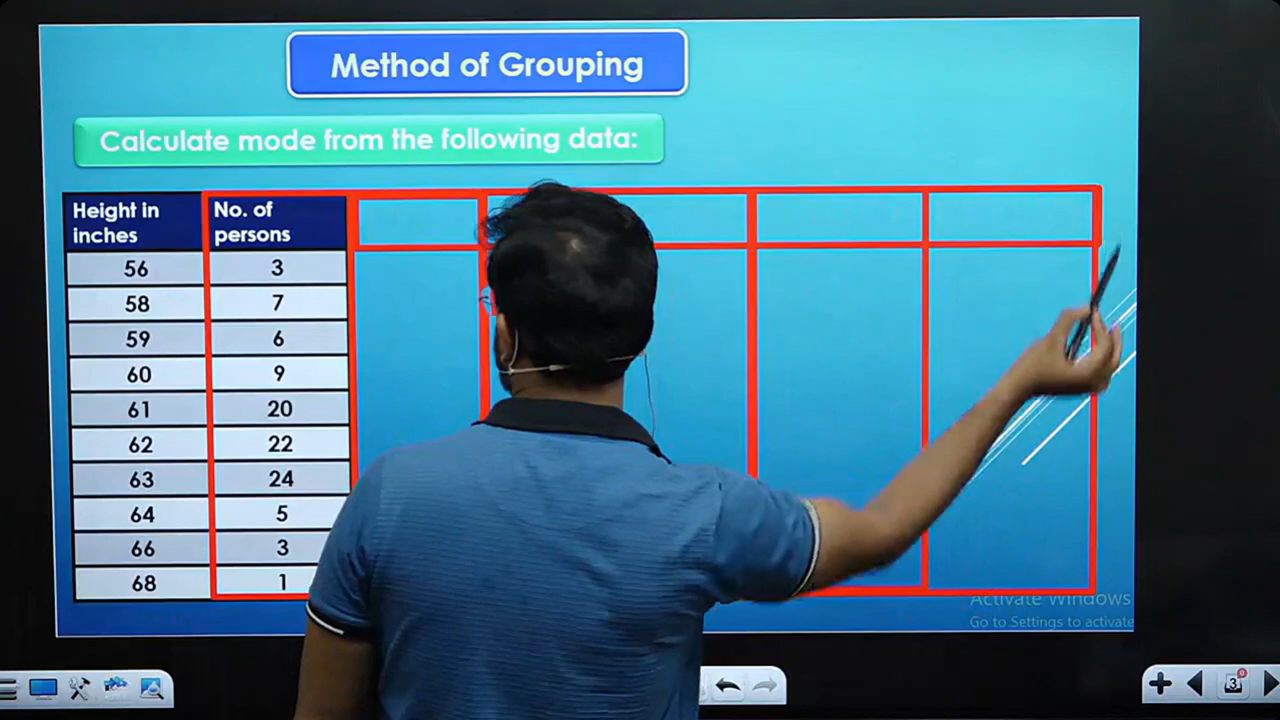 Method of Grouping
Calculate mode from the following data:
Height in inches No. of persons
56 3
58 7
59 6
60 9
61 20
62 22
63 24
64 5
66 3
68 1
Activate Windows
Go to Settings to activate
3
0